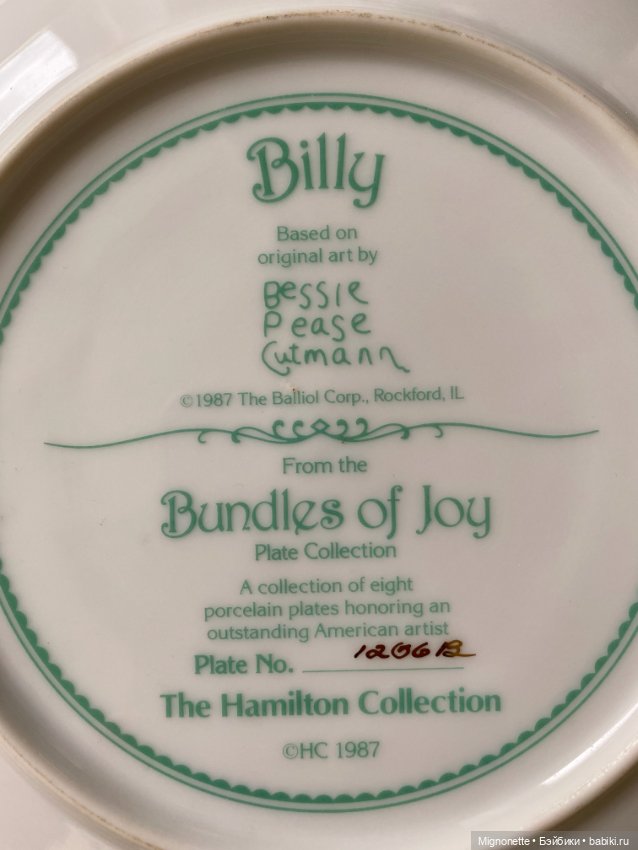 Billy
Based on
original art by
Bessie
Pease
Gutmann
©1987 The Balliol Corp., Rockford, IL
From the
Bundles of Joy
Plate Collection
A collection of eight
porcelain plates honoring an
outstanding American artist
Plate No. 1206B
The Hamilton Collection
©HC 1987
Mignonette • Бэйбики • babiki.ru